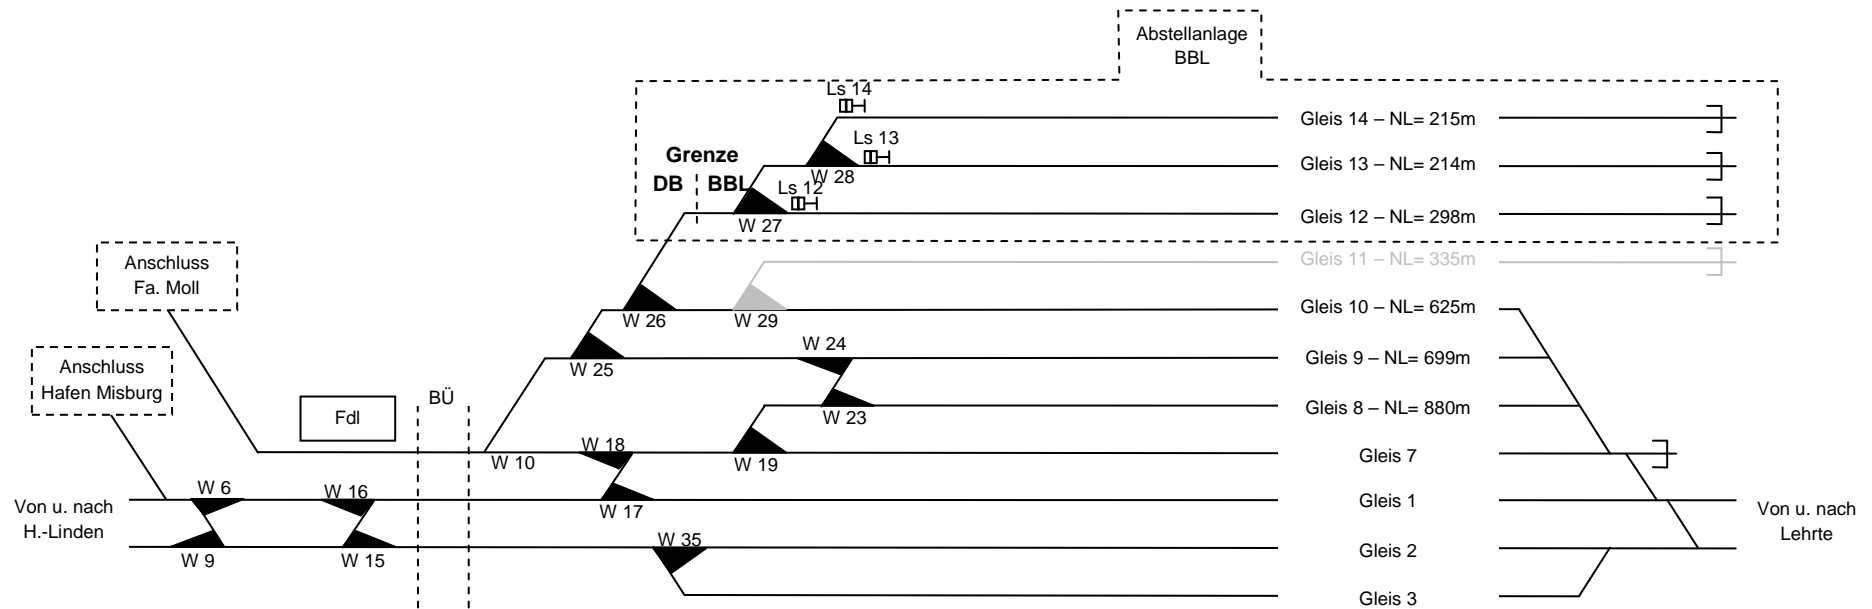 Abstellanlage
BBL
Ls 14
Gleis 14 – NL= 215m
Ls 13
Grenze
Gleis 13 – NL= 214m
W 28
DB
BBL
Ls 12
Gleis 12 – NL= 298m
W 27
Anschluss
Fa. Moll
Gleis 11 – NL= 335m
Gleis 10 – NL= 625m
W 26
W 29
W 24
Anschluss
Hafen Misburg
W 25
Gleis 9 – NL= 699m
BÜ
Fdl
Gleis 8 – NL= 880m
W 23
W 18
W 10
W 19
Gleis 7
W 6
W 16
Von u. nach
H.-Linden
W 17
Gleis 1
Von u. nach
Lehrte
W 35
Gleis 2
W 9
W 15
Gleis 3